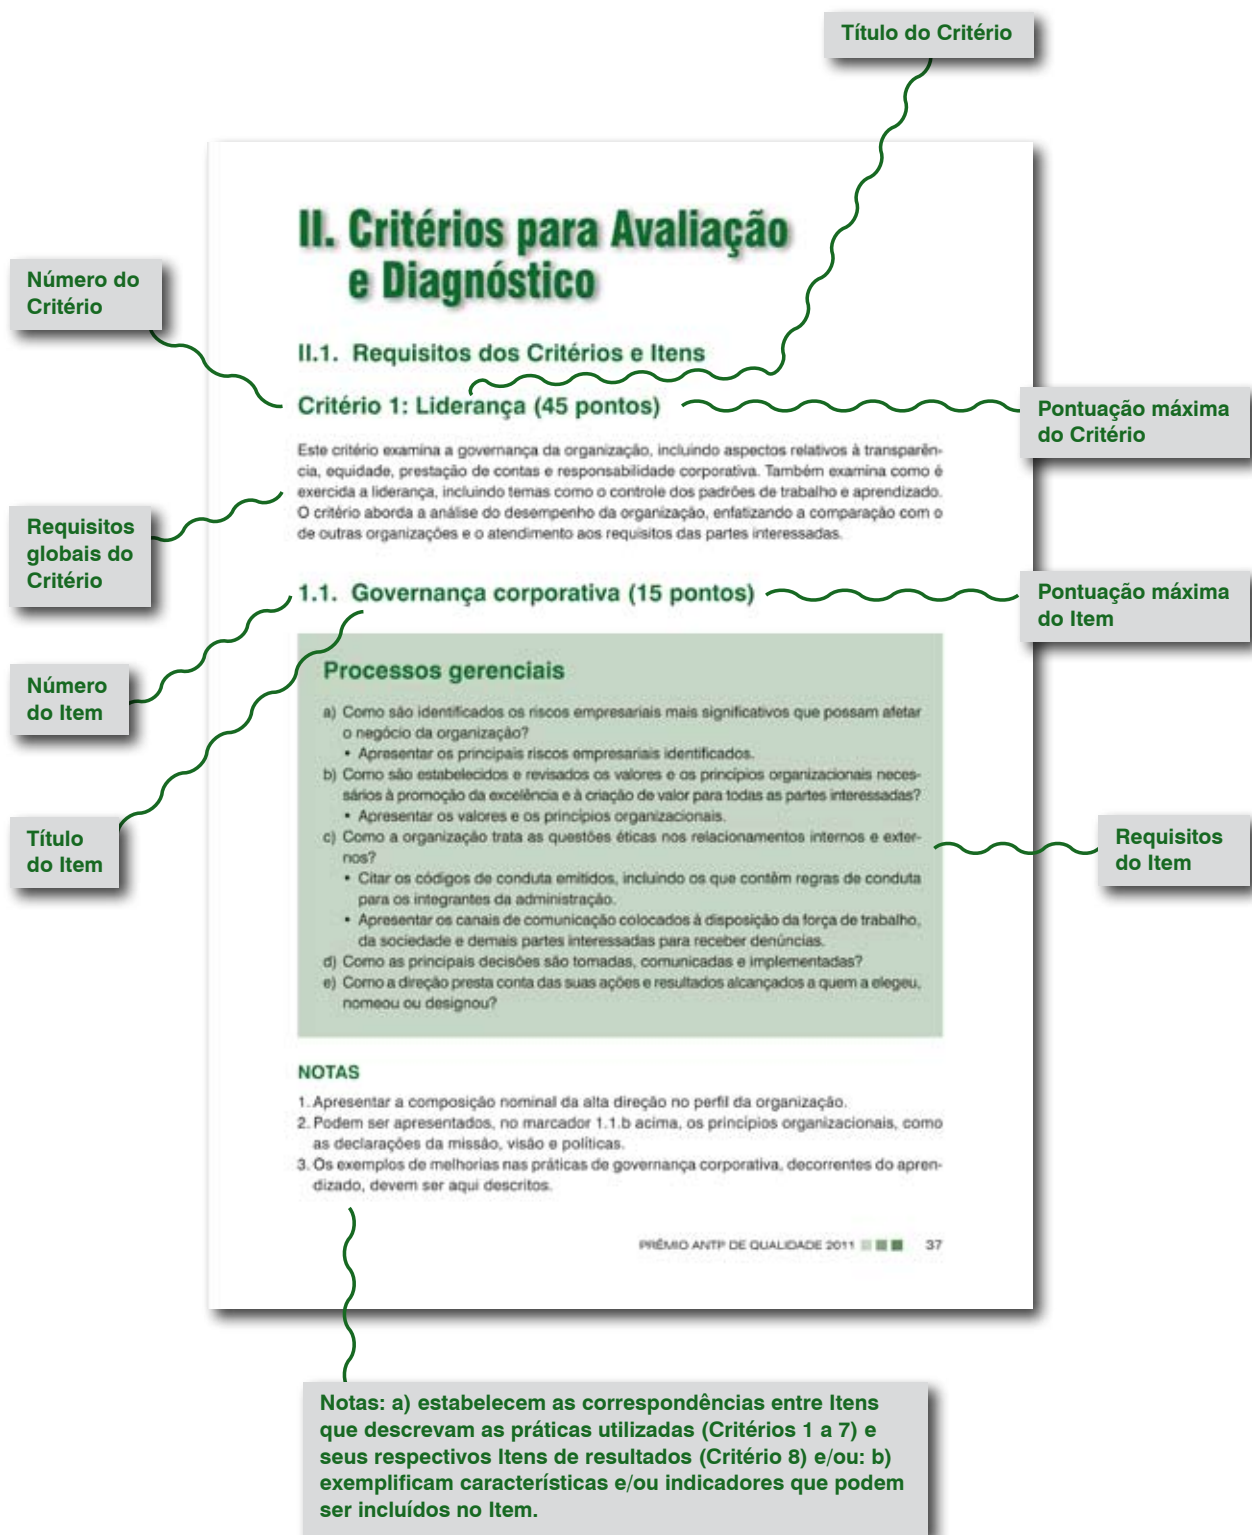 Título do Critério
II. Critérios para Avaliação
e Diagnóstico
Número do
Critério
II.1. Requisitos dos Critérios e Itens
Critério 1: Liderança (45 pontos)
Pontuação máxima
do Critério
Este critério examina a governança da organização, incluindo aspectos relativos à transparên-
cia, equidade, prestação de contas e responsabilidade corporativa. Também examina como é
exercida a liderança, incluindo temas como o controle dos padrões de trabalho e aprendizado.
O critério aborda a análise do desempenho da organização, enfatizando a comparação com o
de outras organizações e o atendimento aos requisitos das partes interessadas.
Requisitos
globais do
Critério
1.1. Governança corporativa (15 pontos)
Pontuação máxima
do Item
Número
do Item
Processos gerenciais
a) Como são identificados os riscos empresariais mais significativos que possam afetar
o negócio da organização?
• Apresentar os principais riscos empresariais identificados.
b) Como são estabelecidos e revisados os valores e os princípios organizacionais neces-
sários à promoção da excelência e à criação de valor para todas as partes interessadas?
• Apresentar os valores e os princípios organizacionais.
c) Como a organização trata as questões éticas nos relacionamentos internos e exter-
nos?
• Citar os códigos de conduta emitidos, incluindo os que contêm regras de conduta
para os integrantes da administração.
• Apresentar os canais de comunicação colocados à disposição da força de trabalho,
da sociedade e demais partes interessadas para receber denúncias.
d) Como as principais decisões são tomadas, comunicadas e implementadas?
e) Como a direção presta conta das suas ações e resultados alcançados a quem a elegeu,
nomeou ou designou?
Título
do Item
Requisitos
do Item
NOTAS
1. Apresentar a composição nominal da alta direção no perfil da organização.
2. Podem ser apresentados, no marcador 1.1.b acima, os princípios organizacionais, como
as declarações da missão, visão e políticas.
3. Os exemplos de melhorias nas práticas de governança corporativa, decorrentes do apren-
dizado, devem ser aqui descritos.
PRÊMIO ANTP DE QUALIDADE 2011 37
Notas: a) estabelecem as correspondências entre Itens
que descrevam as práticas utilizadas (Critérios 1 a 7) e
seus respectivos Itens de resultados (Critério 8) e/ou: b)
exemplificam características e/ou indicadores que podem
ser incluídos no Item.